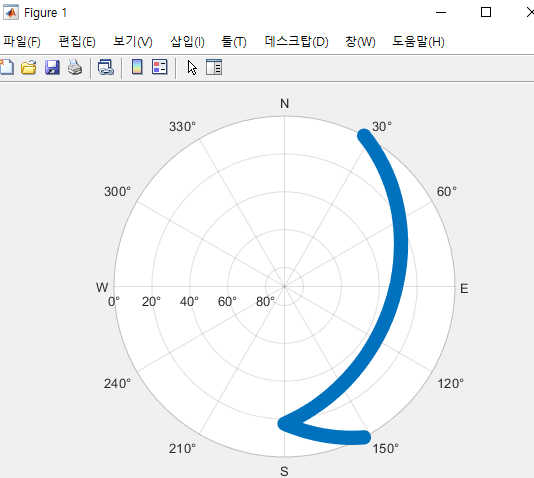 Figure 1
파일(F) 편집(E) 보기(V) 삽입(I) 툴(T) 데스크탑(D) 창(W) 도움말(H)
N
330° 30°
300° 60°
W 0° 20° 40° 60° 80° E
240° 120°
210° 150°
S